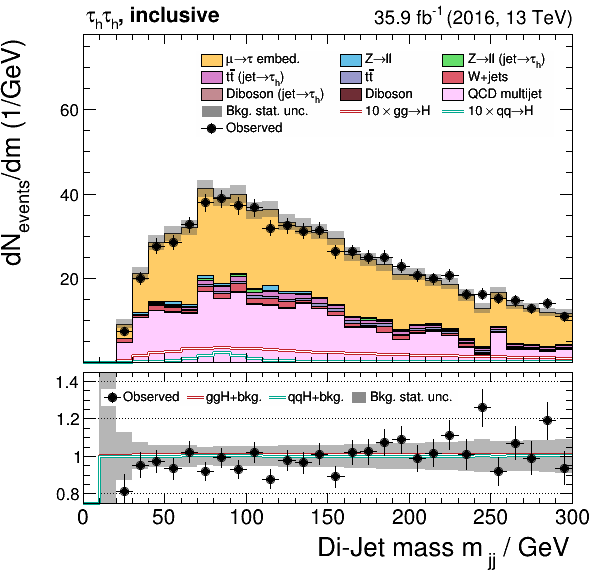 τhτh, inclusive
35.9 fb-1 (2016, 13 TeV)
dNevents/dm (1/GeV)
60
40
20
μ→τ embed.
Z→ll
Z→ll (jet→τh)
tt̄ (jet→τh)
tt̄
W+jets
Diboson (jet→τh)
Diboson
QCD multijet
Bkg. stat. unc.
10 × gg→H
10 × qq→H
Observed
1.4
1.2
1
0.8
Observed
ggH+bkg.
qqH+bkg.
Bkg. stat. unc.
0
50
100
150
200
250
300
Di-Jet mass mjj / GeV